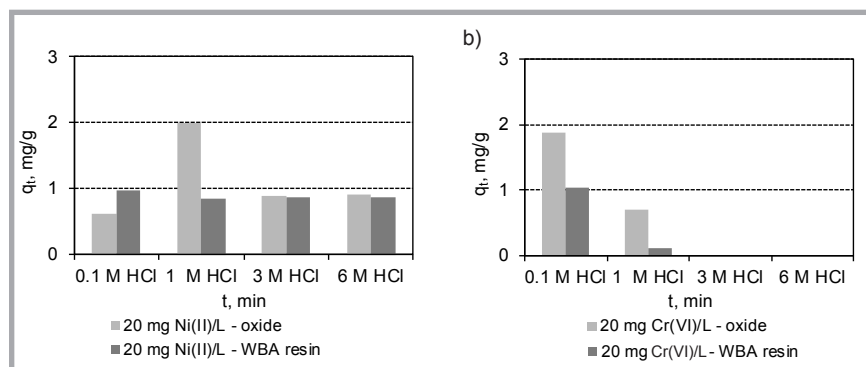 b)
3
2
1
0
qt, mg/g
0.1 M HCl 1 M HCl 3 M HCl 6 M HCl
t, min
20 mg Ni(II)/L - oxide
20 mg Ni(II)/L - WBA resin
3
2
1
0
qt, mg/g
0.1 M HCl 1 M HCl 3 M HCl 6 M HCl
t, min
20 mg Cr(VI)/L - oxide
20 mg Cr(VI)/L - WBA resin